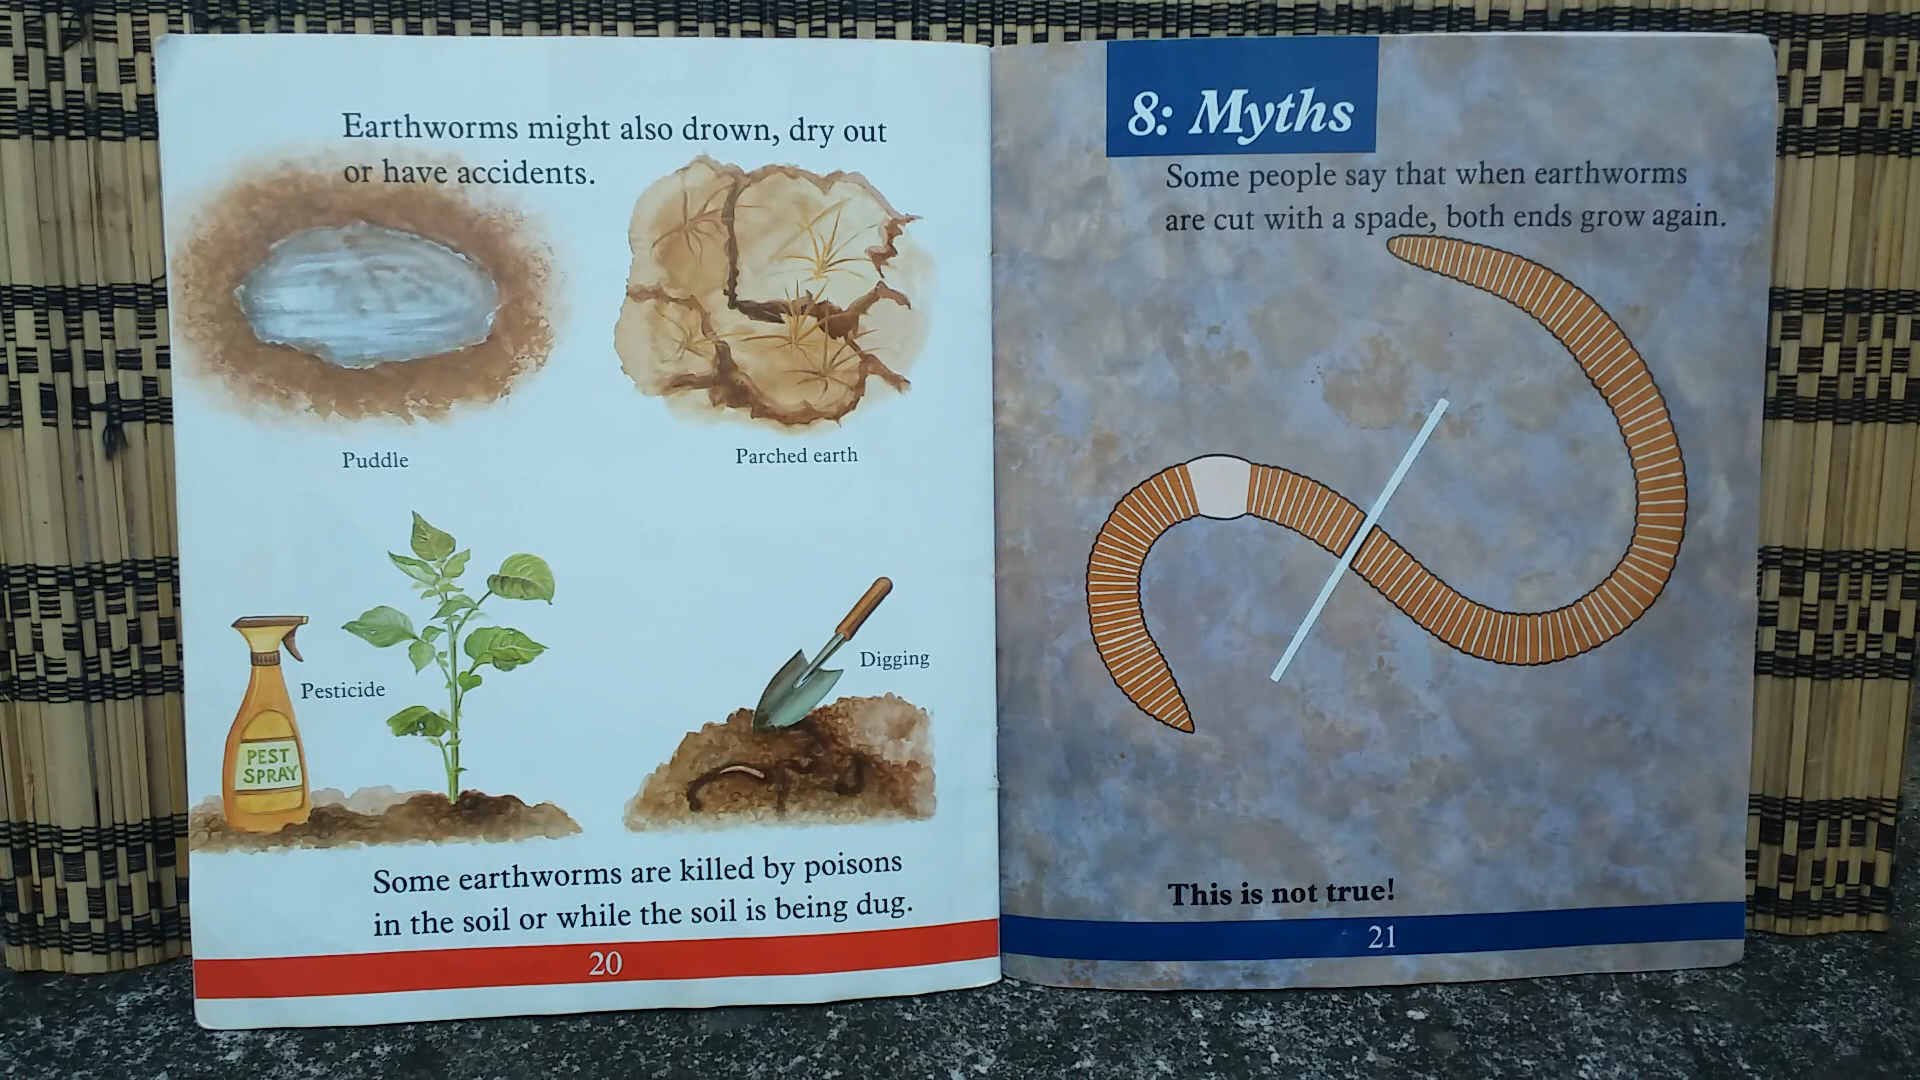 Earthworms might also drown, dry out
or have accidents.
Puddle
Parched earth
Pesticide
PEST
SPRAY
Digging
Some earthworms are killed by poisons
in the soil or while the soil is being dug.
20
8: Myths
Some people say that when earthworms
are cut with a spade, both ends grow again.
This is not true!
21